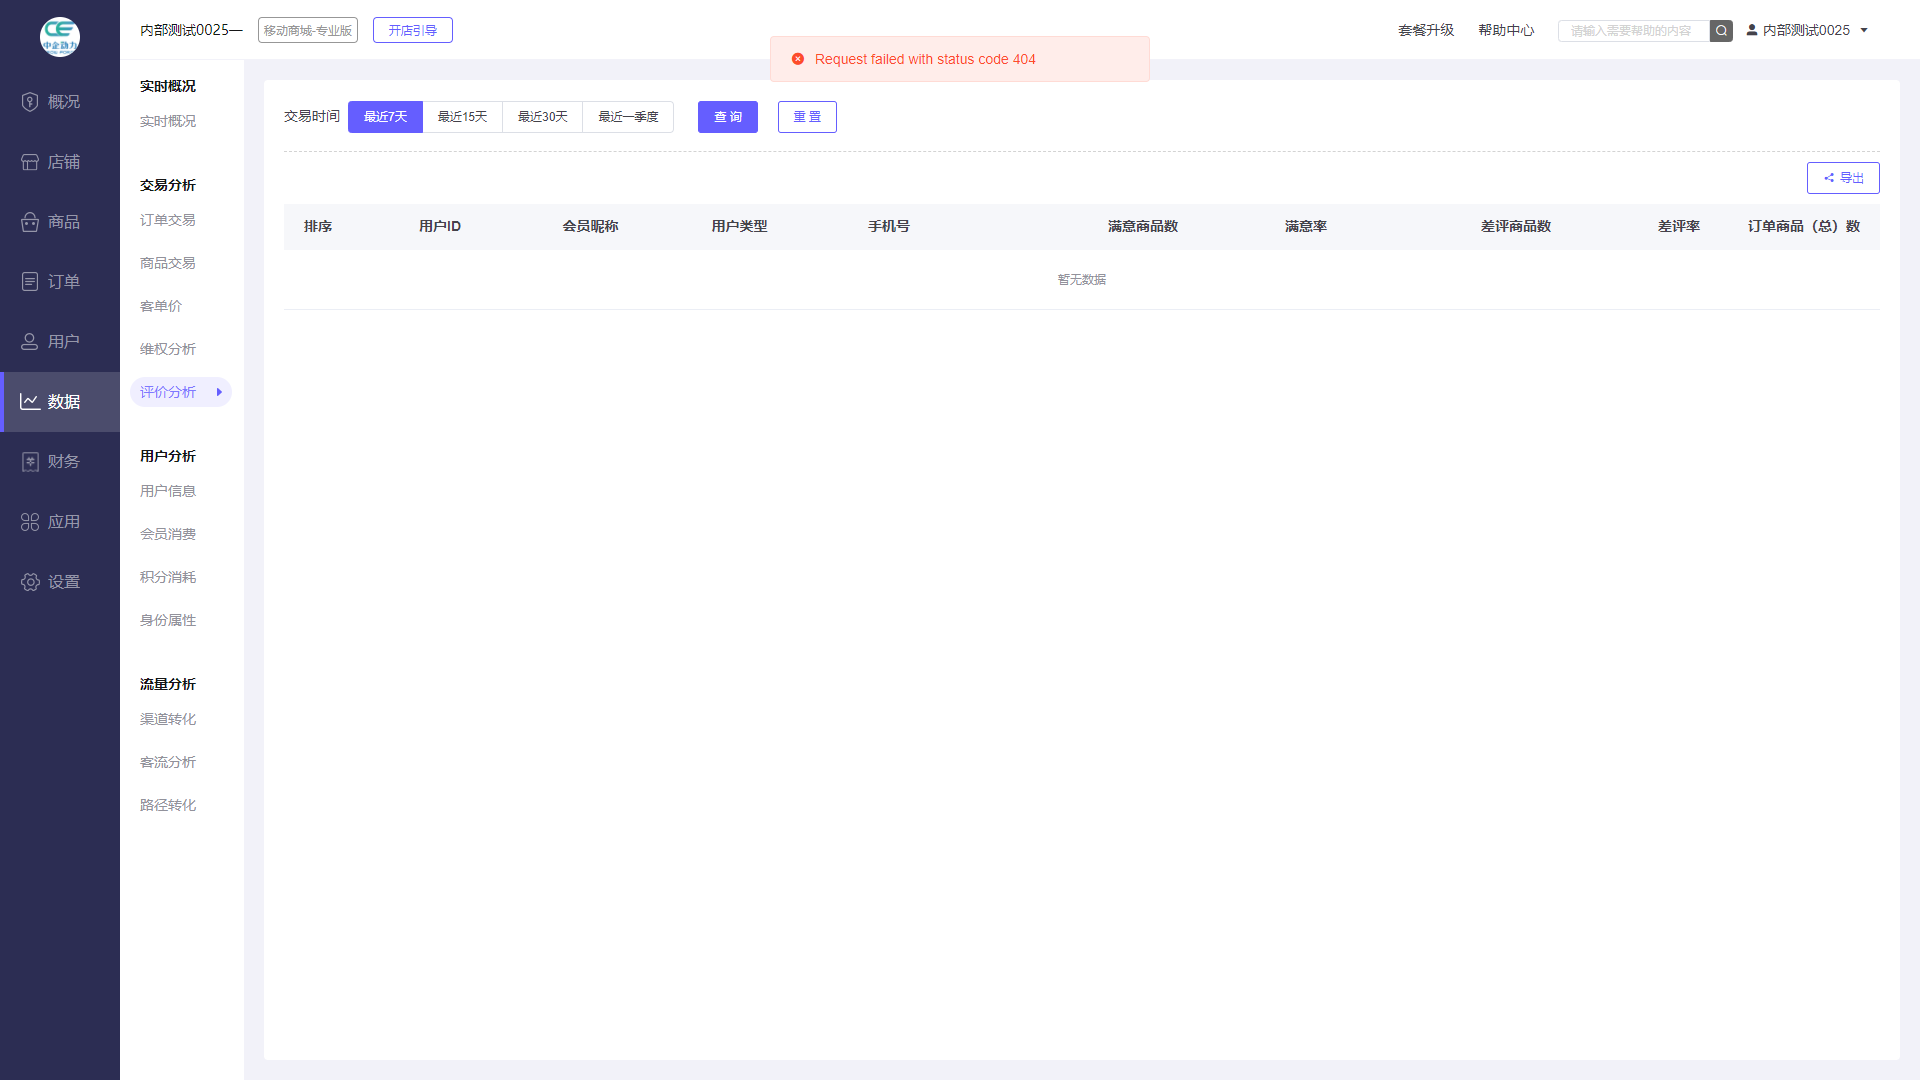 中企动力
内部测试0025—
移动商城-专业版
开店引导
套餐升级
帮助中心
请输入需要帮助的内容
内部测试0025
Request failed with status code 404
概况
店铺
商品
订单
用户
数据
财务
应用
设置
实时概况
实时概况
交易分析
订单交易
商品交易
客单价
维权分析
评价分析
用户分析
用户信息
会员消费
积分消耗
身份属性
流量分析
渠道转化
客流分析
路径转化
交易时间
最近7天
最近15天
最近30天
最近一季度
查 询
重 置
导出
排序 用户ID 会员昵称 用户类型 手机号 满意商品数 满意率 差评商品数 差评率 订单商品（总）数
暂无数据